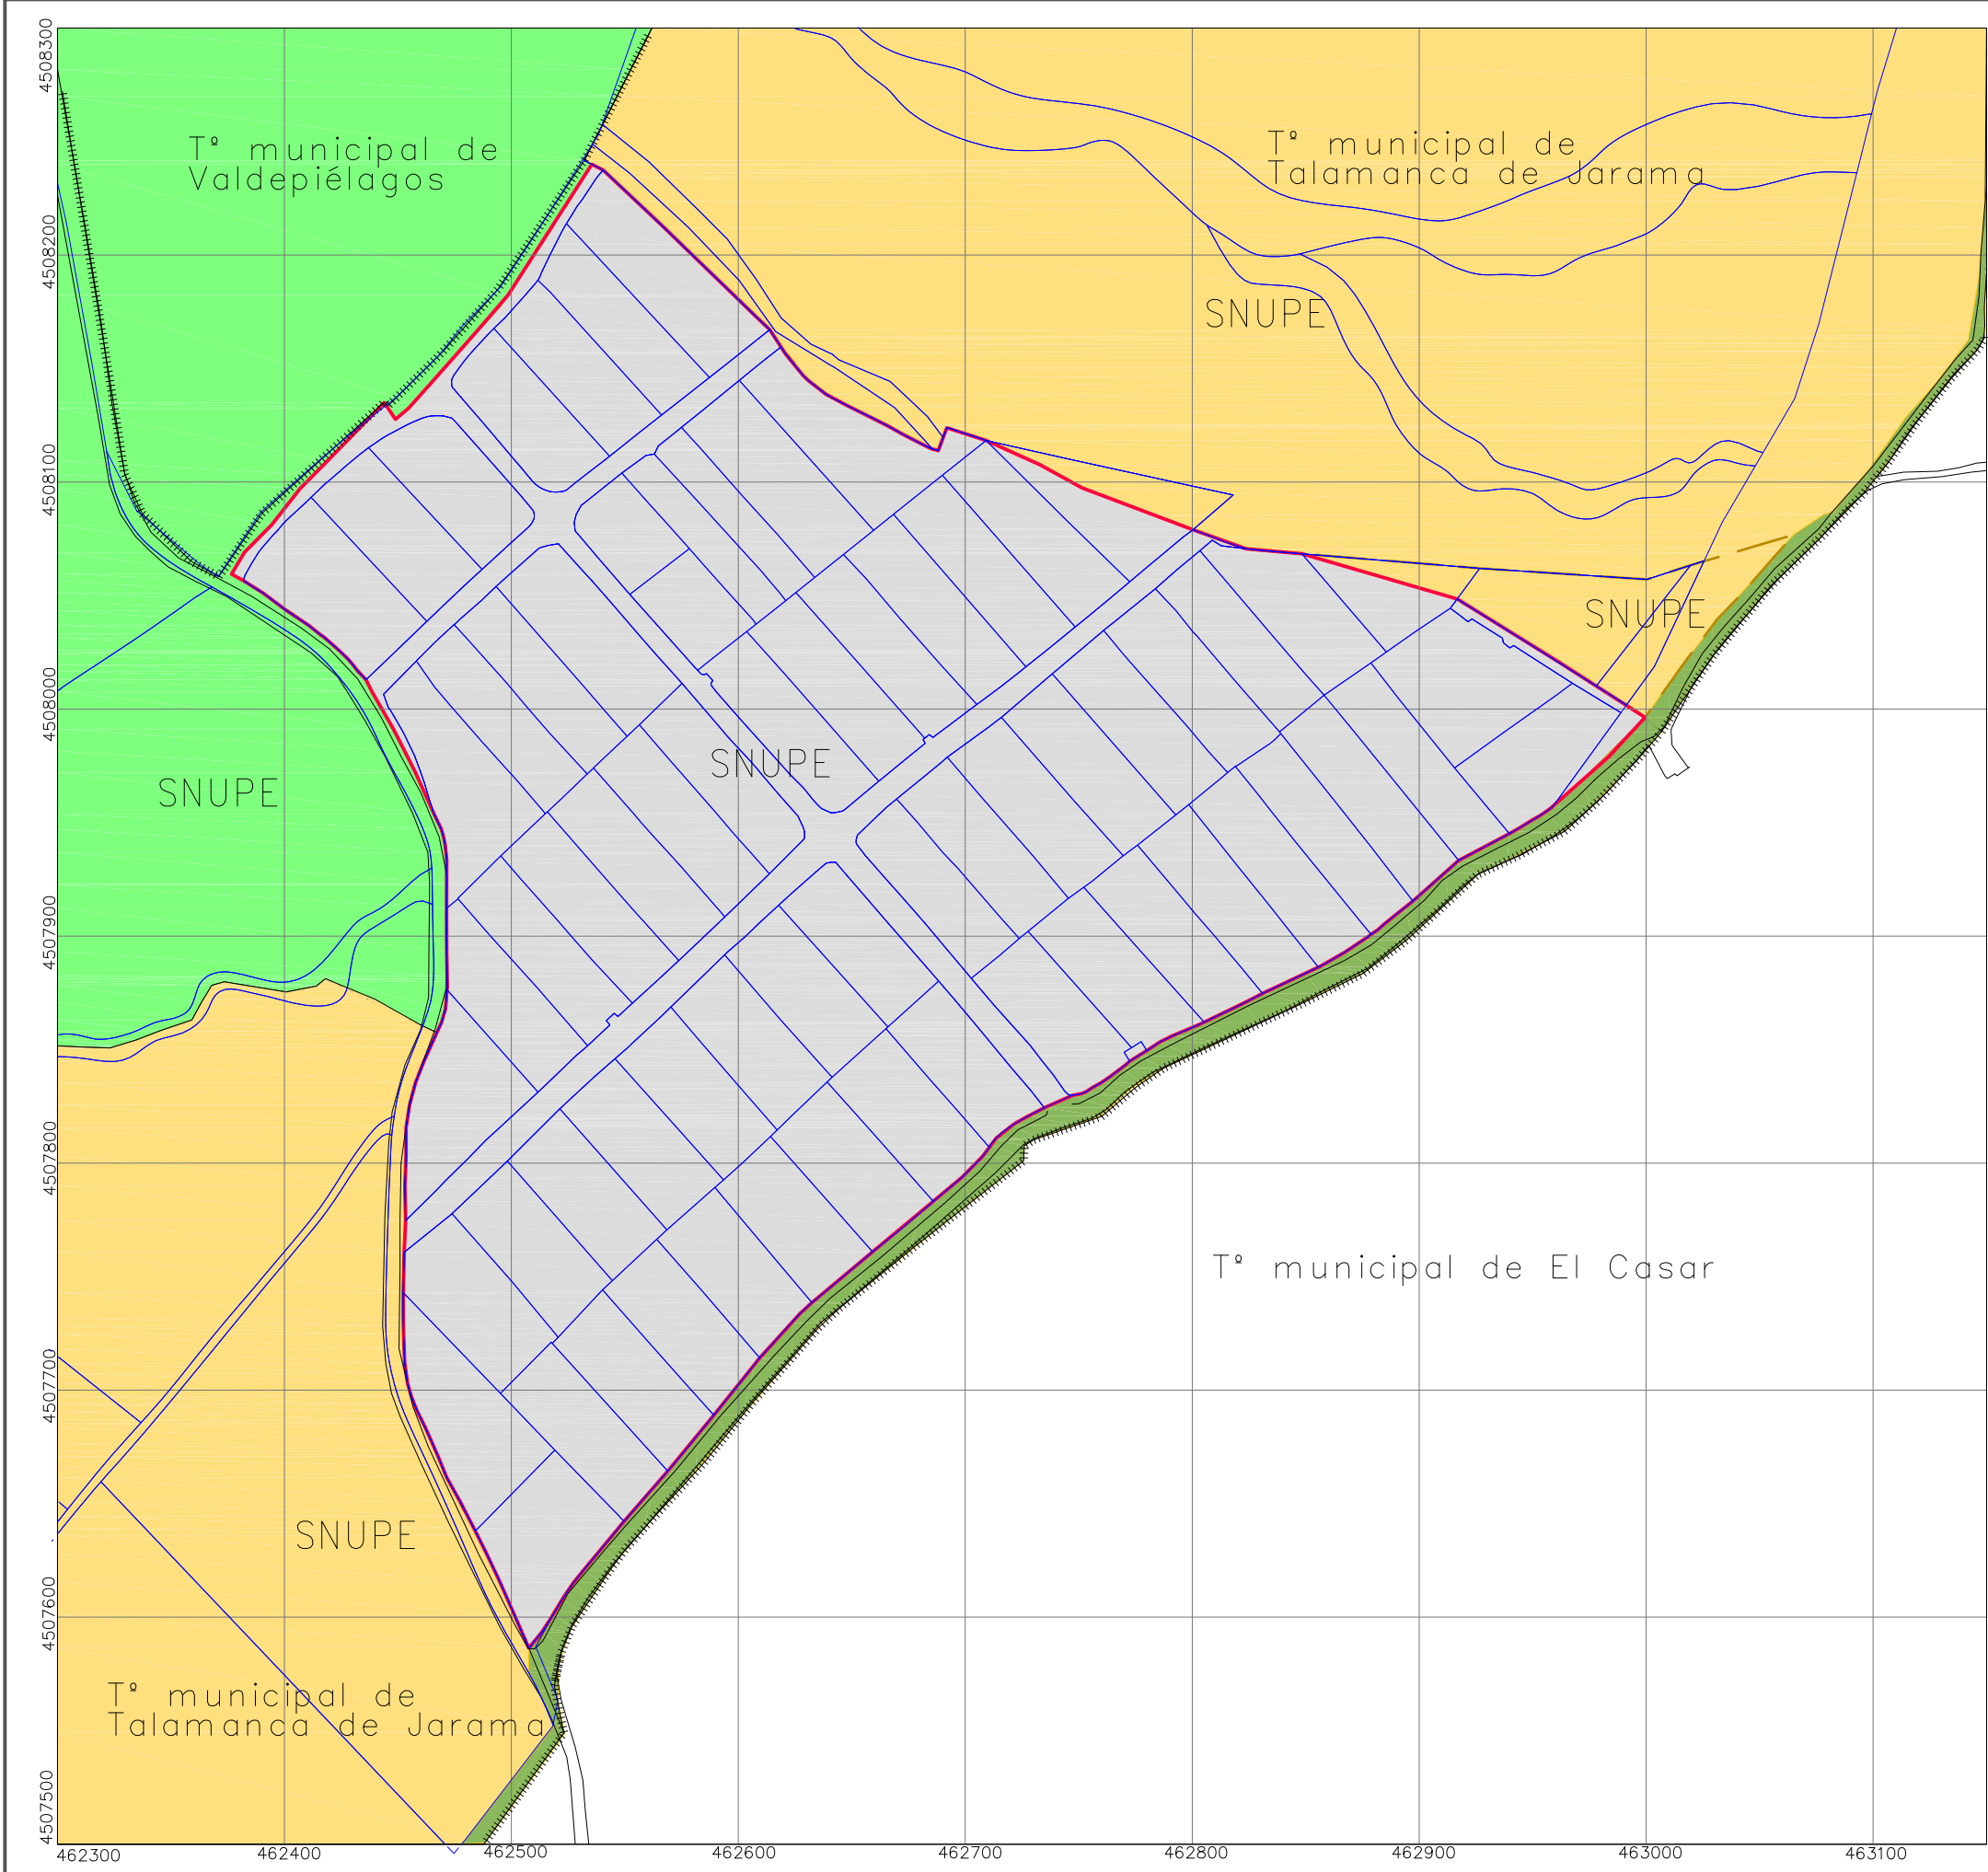 4508300
Tº municipal de
Valdepiélagos
Tº municipal de
Talamanca de Jarama
4508200
SNUPE
4508100
SNUPE
4508000
SNUPE
SNUPE
4507900
4507800
Tº municipal de El Casar
4507700
SNUPE
4507600
Tº municipal de
Talamanca de Jarama
4507500
462300 462400 462500 462600 462700 462800 462900 463000 463100